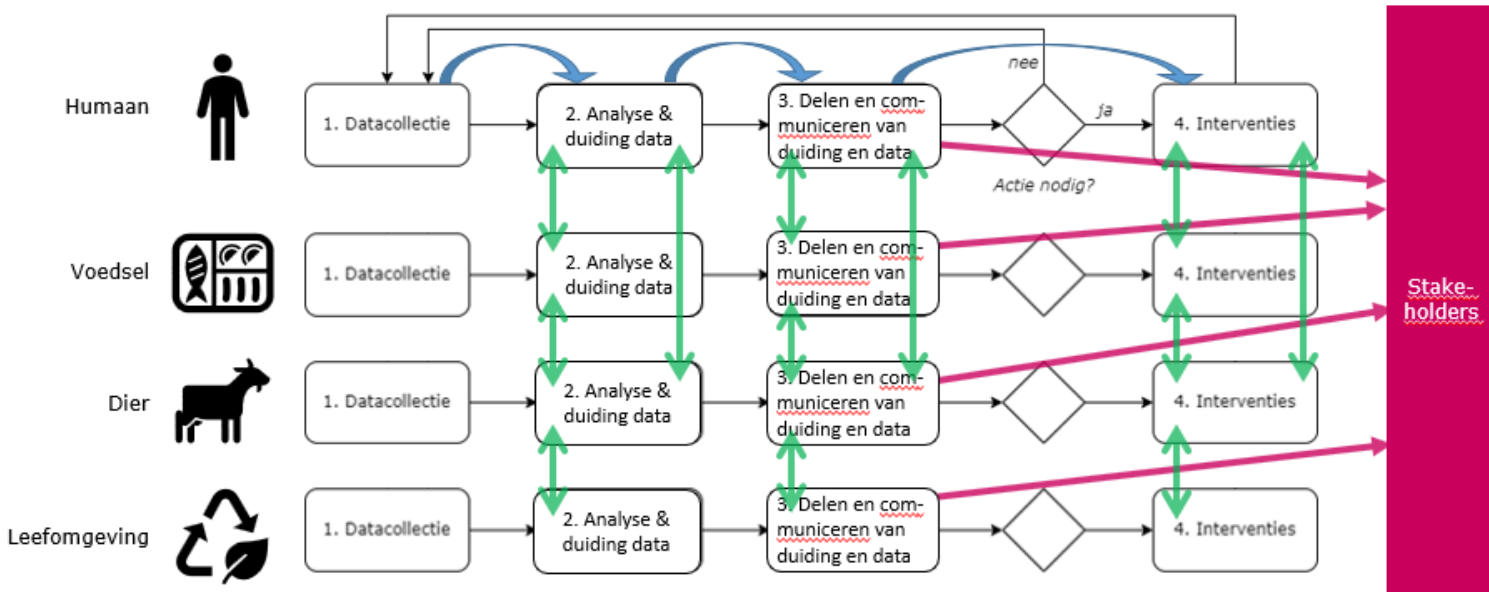 nee
Humaan
1. Datacollectie
2. Analyse &
duiding data
3. Delen en com-
municeren van
duiding en data
ja
4. Interventies
Actie nodig?
Voedsel
1. Datacollectie
2. Analyse &
duiding data
3. Delen en com-
municeren van
duiding en data
4. Interventies
Stake-
holders
Dier
1. Datacollectie
2. Analyse &
duiding data
3. Delen en com-
municeren van
duiding en data
4. Interventies
Leefomgeving
1. Datacollectie
2. Analyse &
duiding data
3. Delen en com-
municeren van
duiding en data
4. Interventies